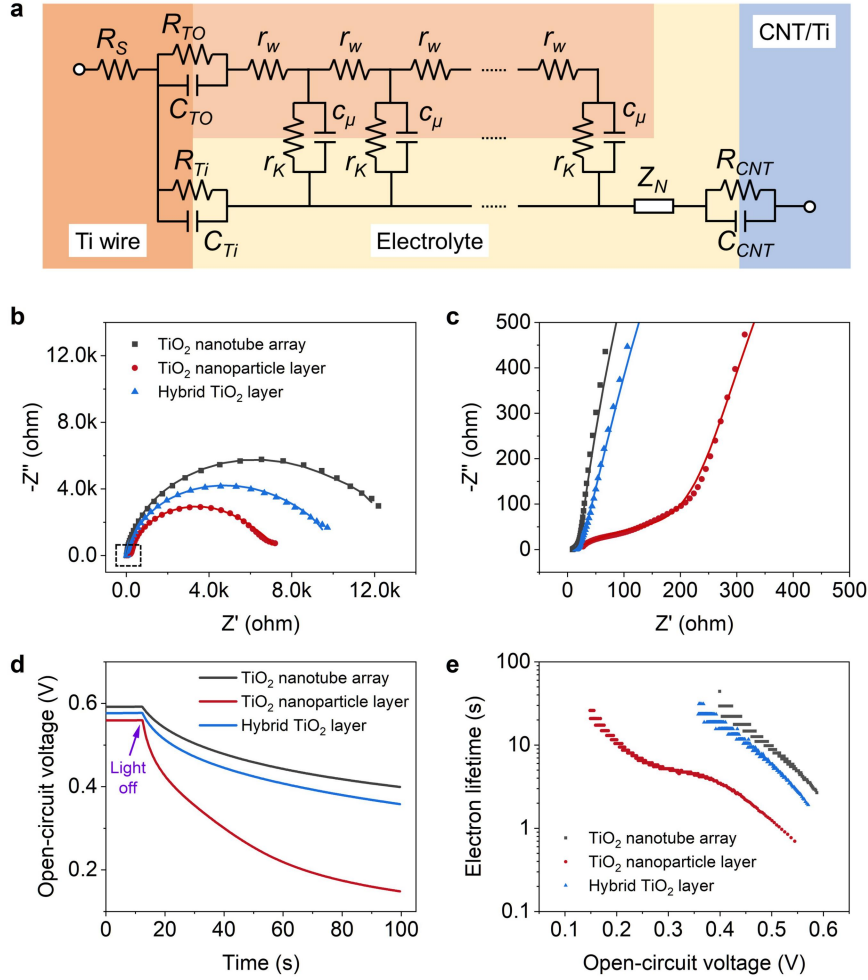 a
CNT/Ti
R_S
R_TO
r_w
r_w
r_w
......
r_w
C_TO
c_μ
c_μ
......
c_μ
r_K
r_K
r_K
R_Ti
C_Ti
......
Z_N
R_CNT
C_CNT
Ti wire
Electrolyte
b
12.0k
8.0k
4.0k
0.0
-Z'' (ohm)
TiO₂ nanotube array
TiO₂ nanoparticle layer
Hybrid TiO₂ layer
0.0
4.0k
8.0k
12.0k
Z' (ohm)
c
500
400
300
200
100
0
-Z'' (ohm)
0
100
200
300
400
500
Z' (ohm)
d
0.6
0.4
0.2
Open-circuit voltage (V)
TiO₂ nanotube array
TiO₂ nanoparticle layer
Hybrid TiO₂ layer
Light
off
0
20
40
60
80
100
Time (s)
e
100
10
1
0.1
Electron lifetime (s)
TiO₂ nanotube array
TiO₂ nanoparticle layer
Hybrid TiO₂ layer
0.1
0.2
0.3
0.4
0.5
0.6
Open-circuit voltage (V)